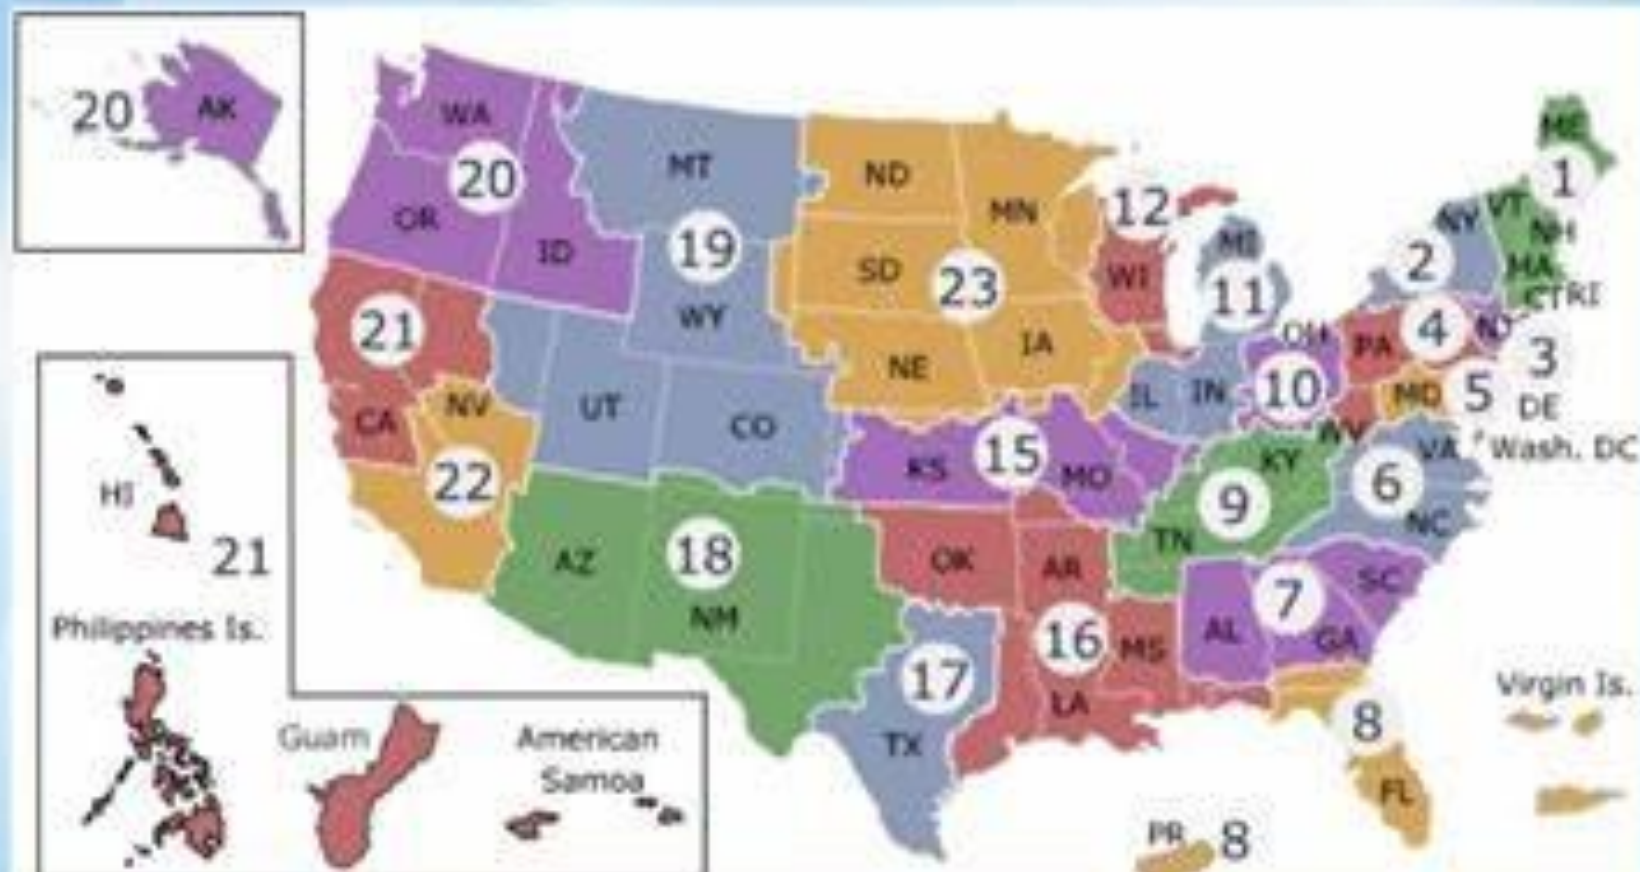 20
AK
WA
20
OR
ID
MT
19
WY
ND
MN
SD
23
NE
IA
12
WI
MI
11
ME
1
NY
VT
NH
2
MA
CTRI
21
CA
NV
22
UT
CO
KS
15
MO
IL
IN
OH
10
PA
4
NJ
3
MD
5
DE
WV
VA
Wash. DC
6
NC
KY
9
TN
AZ
18
NM
OK
AR
16
MS
LA
17
TX
AL
7
GA
SC
8
FL
HI
21
Philippines Is.
Guam
American
Samoa
Virgin Is.
PR
8